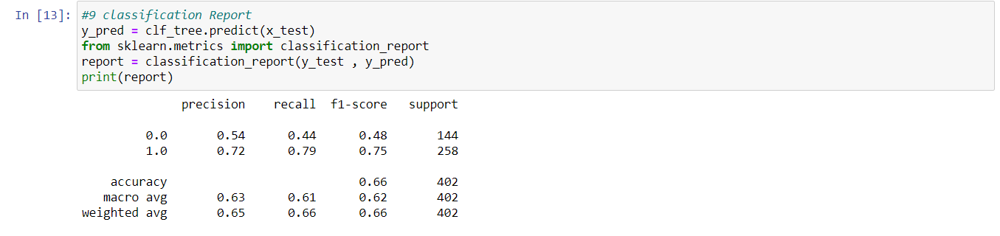 In [13]: #9 classification Report
y_pred = clf_tree.predict(x_test)
from sklearn.metrics import classification_report
report = classification_report(y_test , y_pred)
print(report)
precision recall f1-score support
0.0 0.54 0.44 0.48 144
1.0 0.72 0.79 0.75 258
accuracy 0.66 402
macro avg 0.63 0.61 0.62 402
weighted avg 0.65 0.66 0.66 402